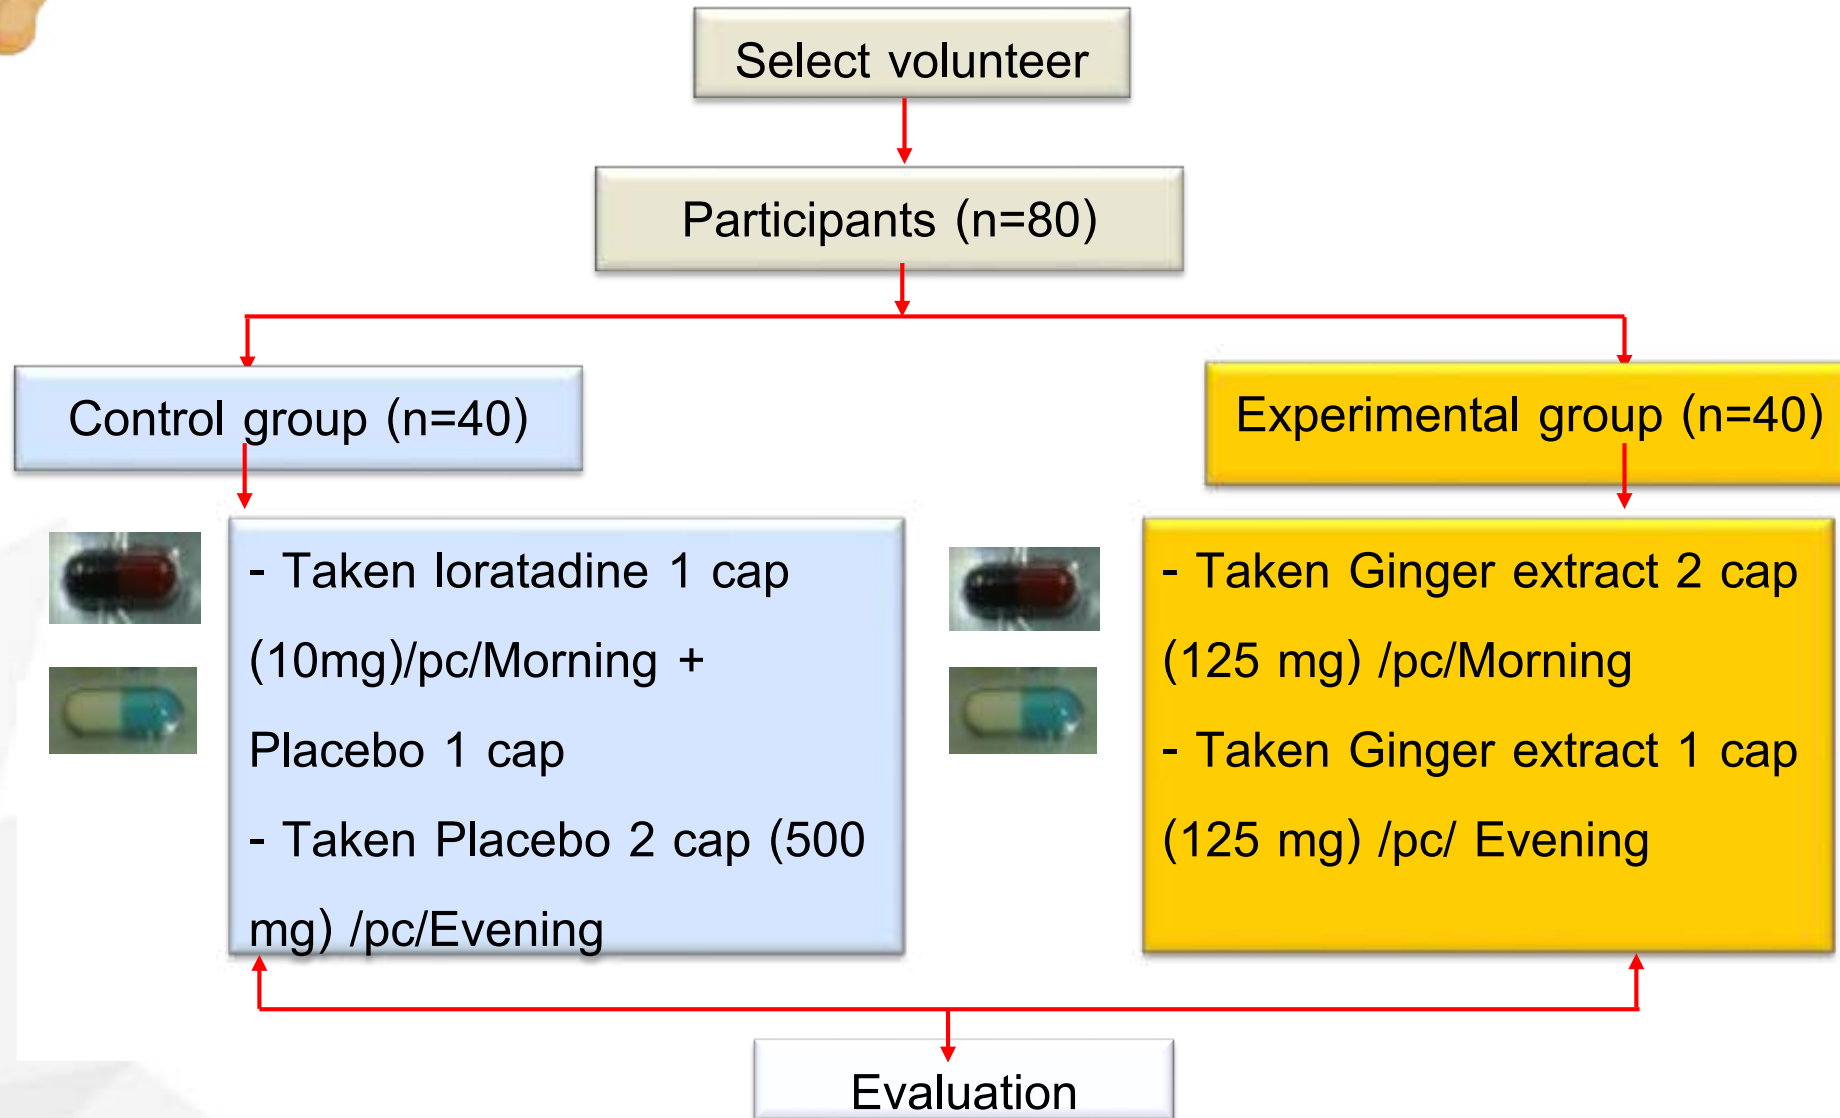 Select volunteer
Participants (n=80)
Control group (n=40)
Experimental group (n=40)
- Taken loratadine 1 cap
(10mg)/pc/Morning +
Placebo 1 cap
- Taken Placebo 2 cap (500
mg) /pc/Evening
- Taken Ginger extract 2 cap
(125 mg) /pc/Morning
- Taken Ginger extract 1 cap
(125 mg) /pc/ Evening
Evaluation